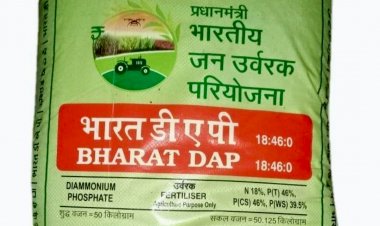 प्रधानमंत्री
भारतीय
जन उर्वरक
परियोजना
भारत डी ए पी 18:46:0
BHARAT DAP 18:46:0
DIAMMONIUM
PHOSPHATE
उर्वरक
FERTILISER
Agriculture Purpose Only
N 18%, P(T) 46%,
P(CS) 46%, P(WS) 39.5%
शुद्ध वजन = 50 किलोग्राम
सकल वजन = 50.125 किलोग्राम